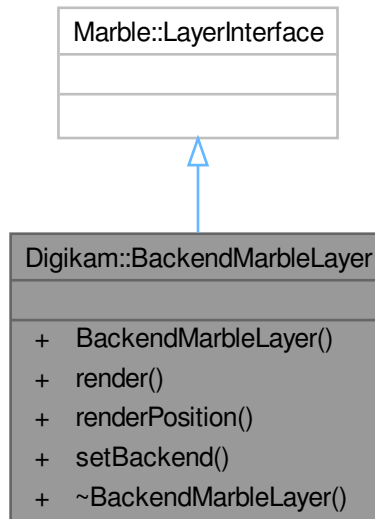 Marble::LayerInterface
Digikam::BackendMarbleLayer
+ BackendMarbleLayer()
+ render()
+ renderPosition()
+ setBackend()
+ ~BackendMarbleLayer()